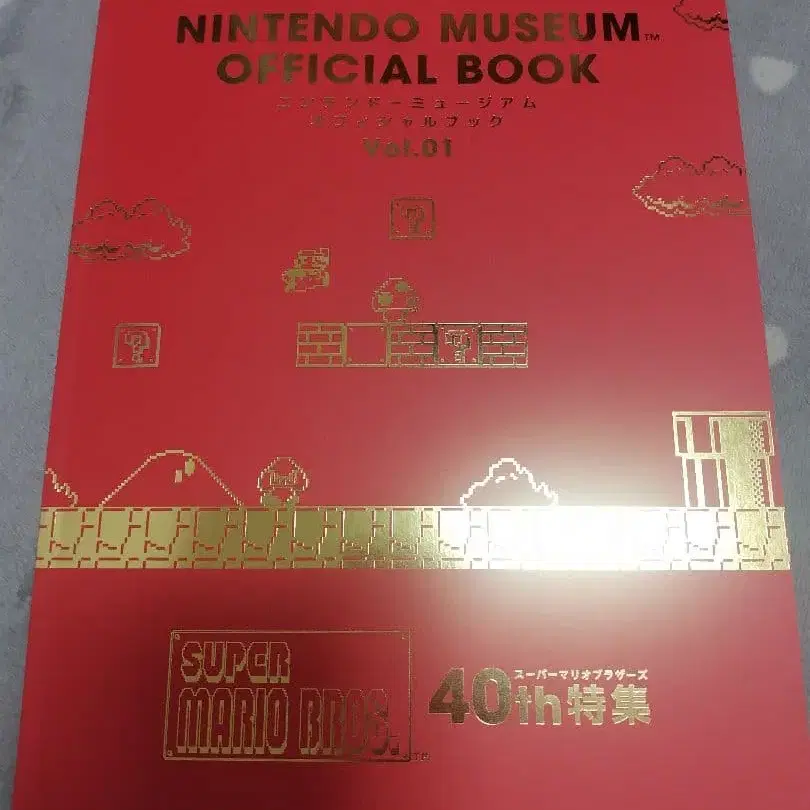 NINTENDO MUSEUM™
OFFICIAL BOOK
ニンテンドーミュージアム
オフィシャルブック
Vol.01
?
?
?
SUPER
MARIO BROS.™
スーパーマリオブラザーズ
40th特集